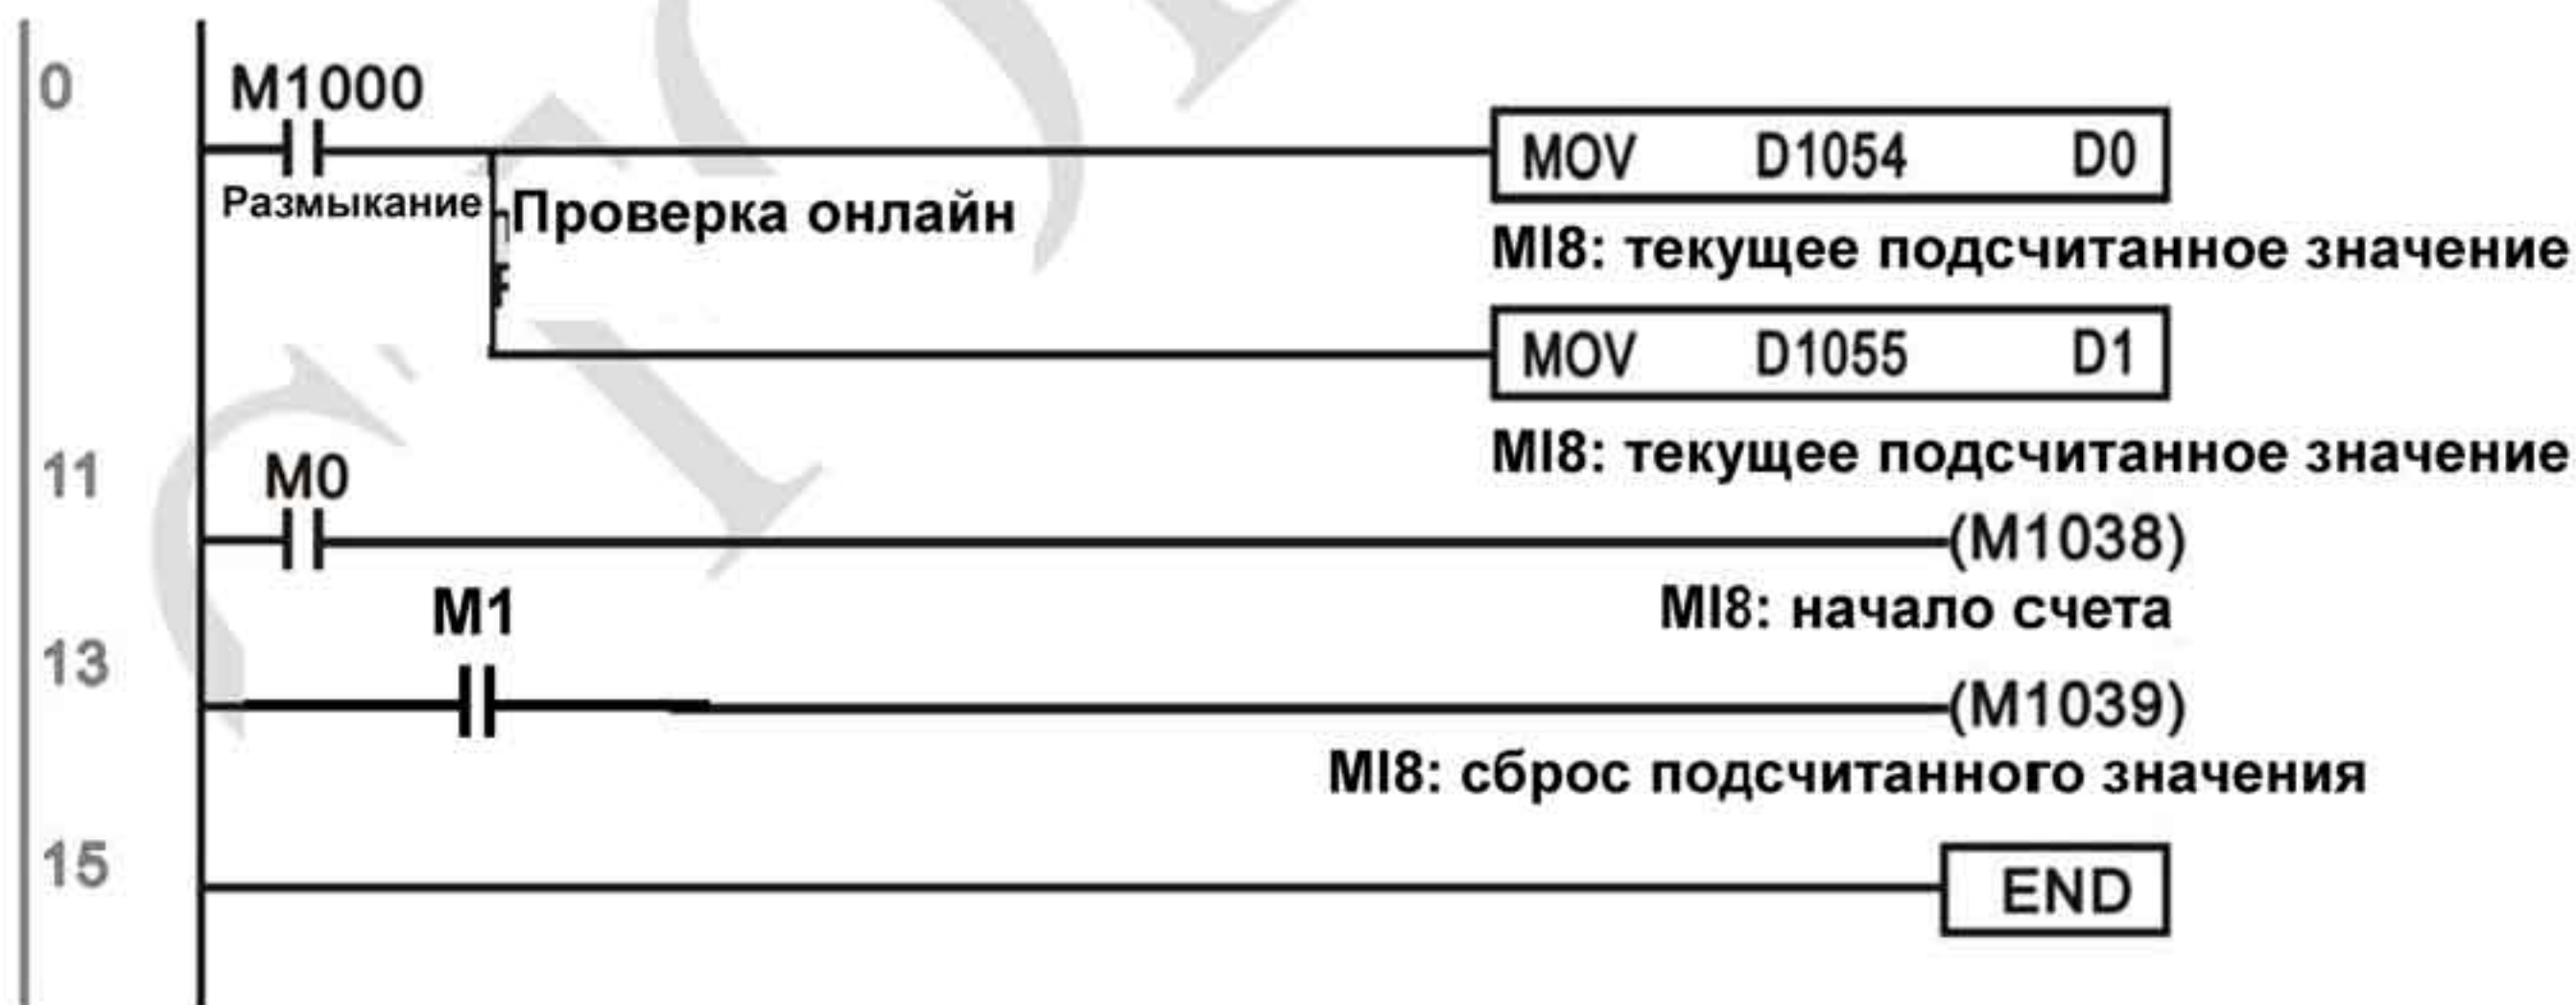 0
M1000
MOV D1054 D0
Размыкание
Проверка онлайн
MI8: текущее подсчитанное значение
MOV D1055 D1
MI8: текущее подсчитанное значение
11
M0
(M1038)
MI8: начало счета
M1
13
(M1039)
MI8: сброс подсчитанного значения
15
END